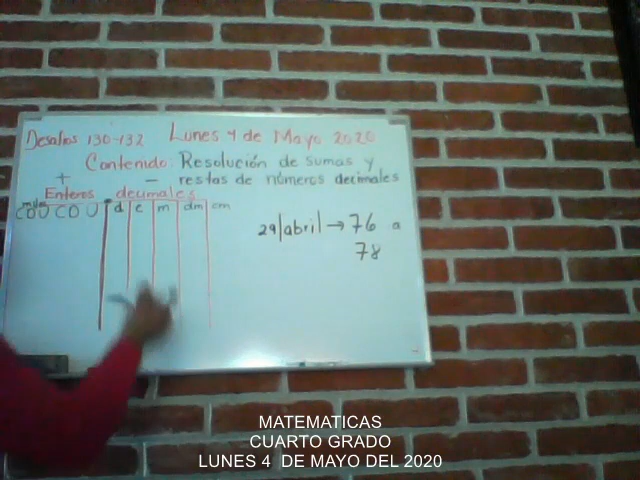 Desafios 130-132 Lunes 4 de Mayo 2020
Contenido: Resolución de sumas y
+ - restas de números decimales
Enteros decimales
miles
C D U C D U d c m dm cm
29/abril → 76 a
78
MATEMATICAS
CUARTO GRADO
LUNES 4 DE MAYO DEL 2020